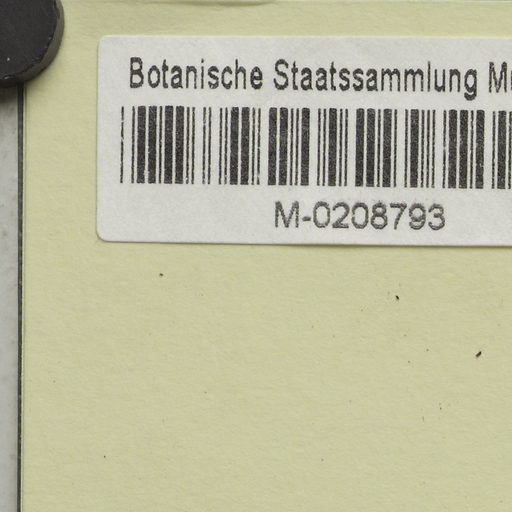 Botanische Staatssammlung
M-0208793